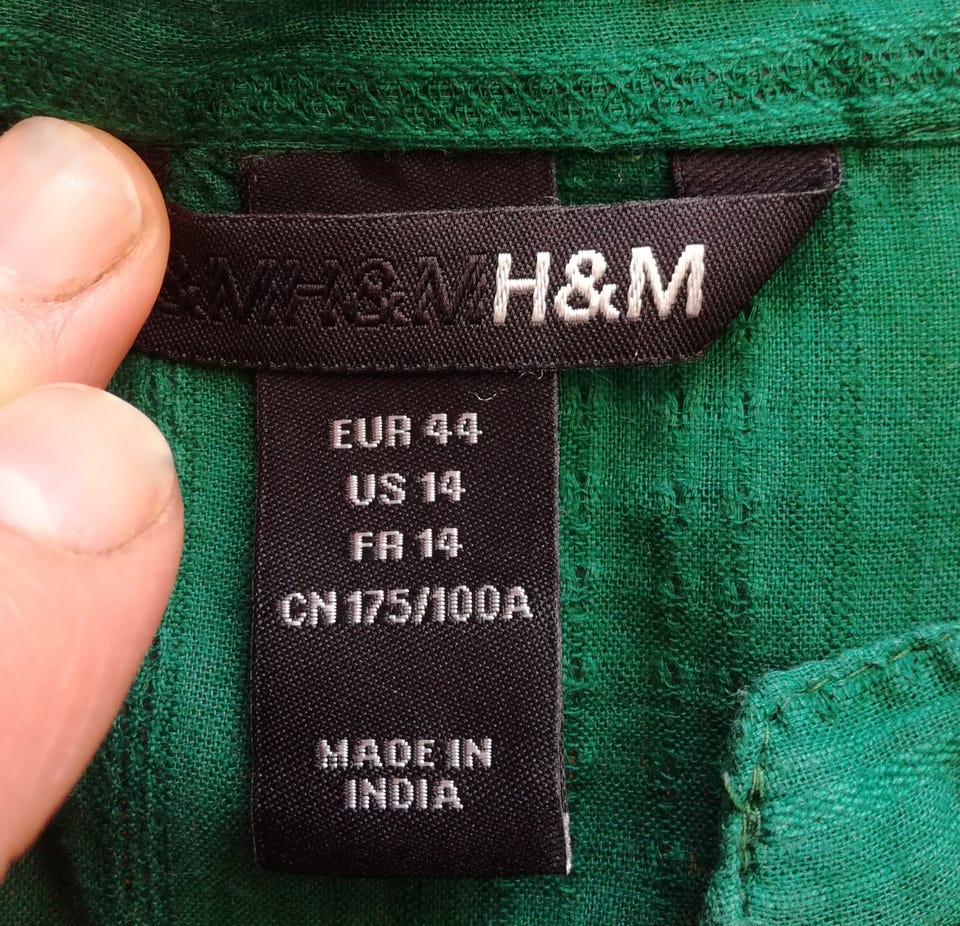 &M H&M H&M
EUR 44
US 14
FR 14
CN 175/100A
MADE IN
INDIA